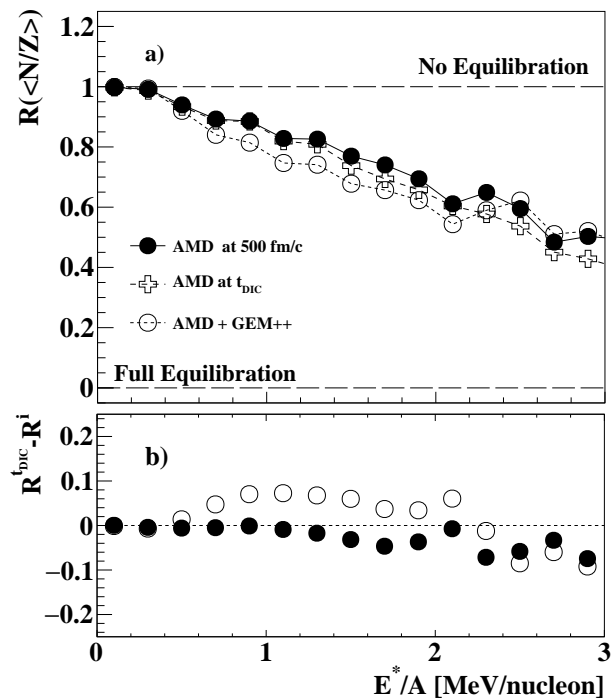 1.2
a)
No Equilibration
1
0.8
0.6
AMD at 500 fm/c
0.4
AMD at t_DIC
0.2
AMD + GEM++
Full Equilibration
0
R(<N/Z>)
0.2
b)
0.1
0
−0.1
−0.2
R^t_DIC-R^i
0 1 2 3
E*/A [MeV/nucleon]